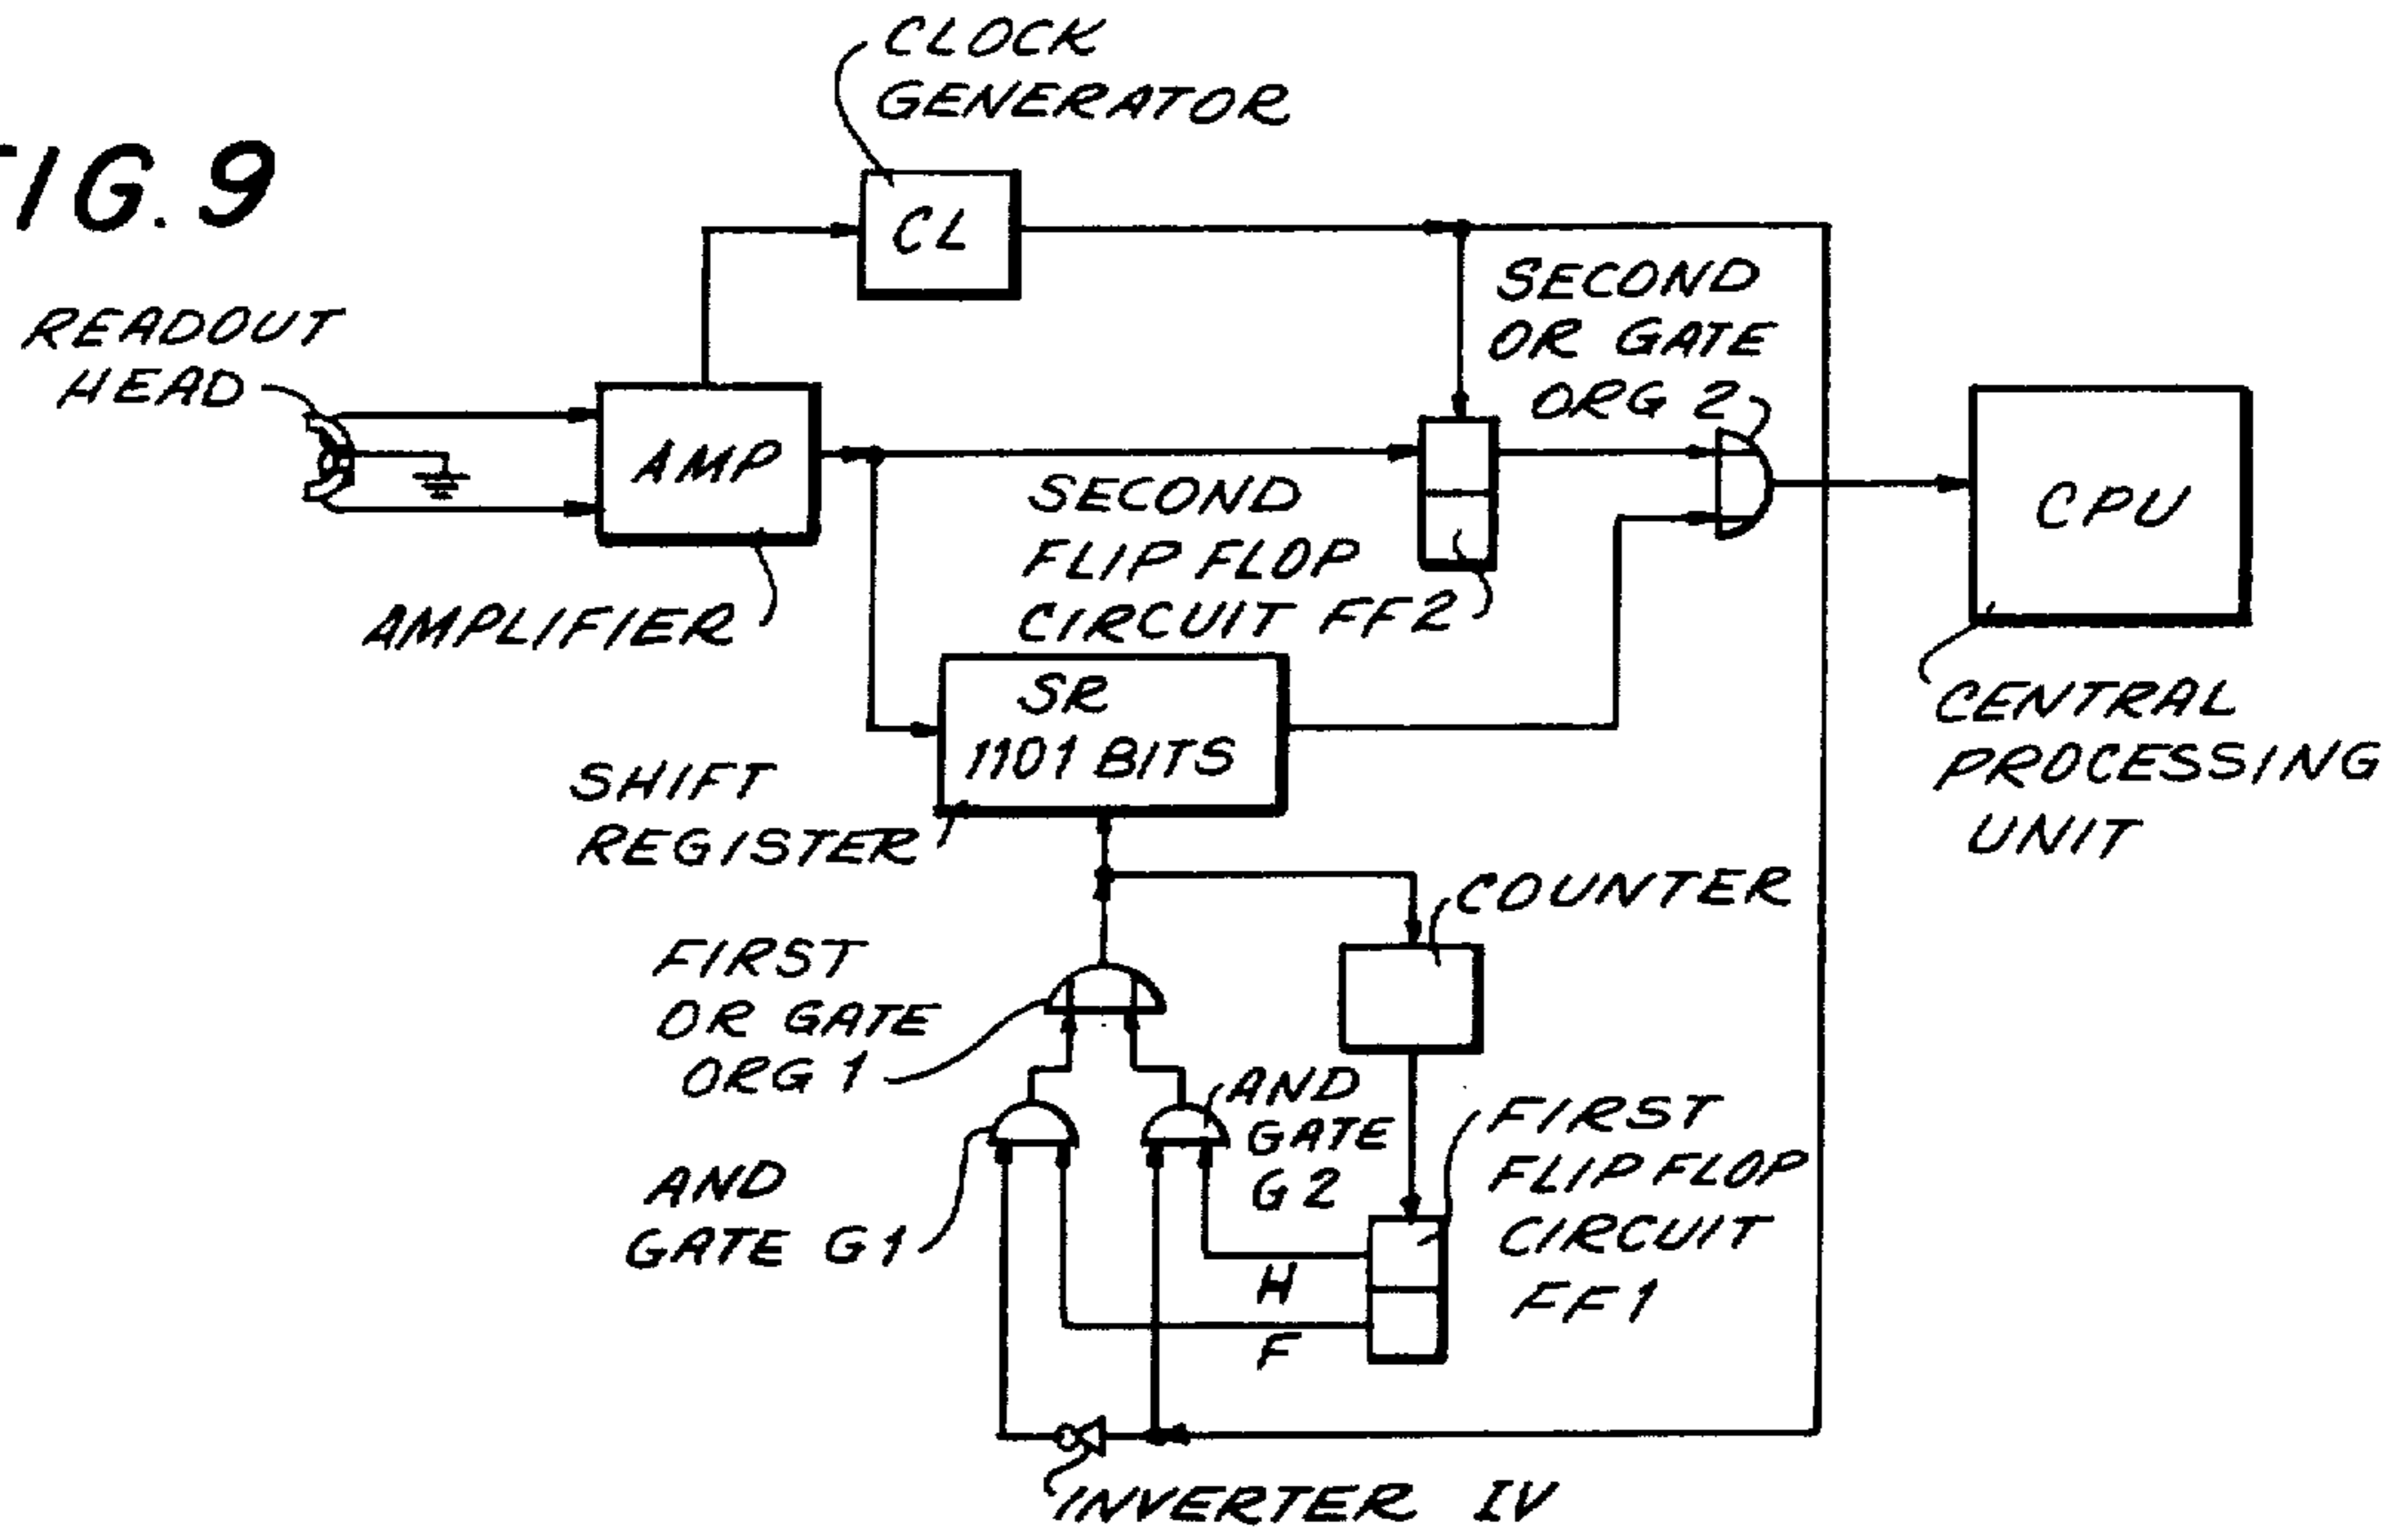 CLOCK
GENERATOR
FIG. 9
CL
READOUT
HEAD
SECOND
OR GATE
ORG 2
AMP
SECOND
FLIP FLOP
CIRCUIT FF2
CPU
AMPLIFIER
SR
1101 BITS
SHIFT
REGISTER
CENTRAL
PROCESSING
UNIT
COUNTER
FIRST
OR GATE
ORG 1
AND
GATE
G2
FIRST
FLIP FLOP
CIRCUIT
FF1
AND
GATE G1
H
F
INVERTER IV